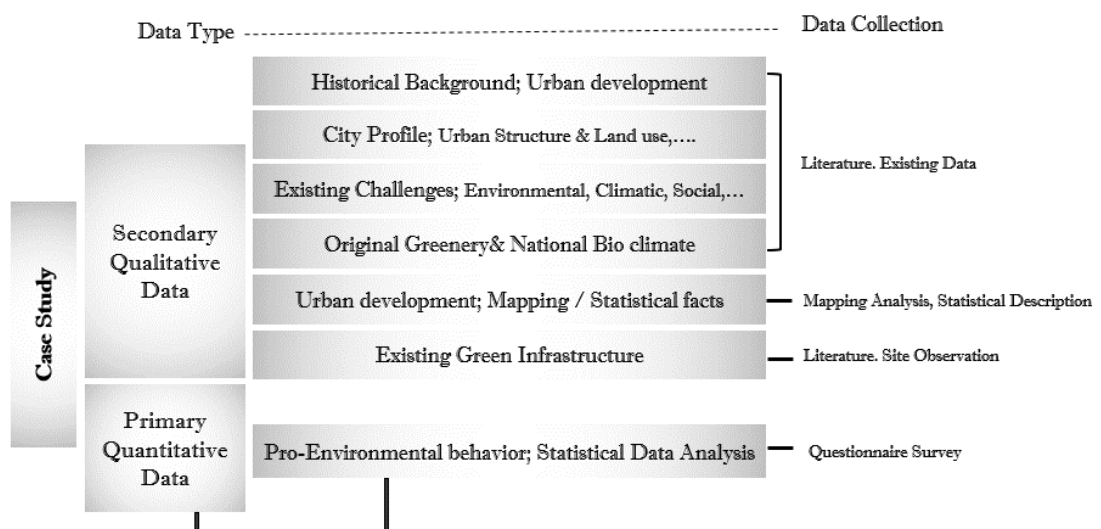 Data Type
Data Collection
Historical Background; Urban development
City Profile; Urban Structure & Land use,....
Existing Challenges; Environmental, Climatic, Social,...
Original Greenery& National Bio climate
Literature. Existing Data
Urban development; Mapping / Statistical facts
Mapping Analysis, Statistical Description
Existing Green Infrastructure
Literature. Site Observation
Case Study
Secondary
Qualitative
Data
Primary
Quantitative
Data
Pro-Environmental behavior; Statistical Data Analysis
Questionnaire Survey